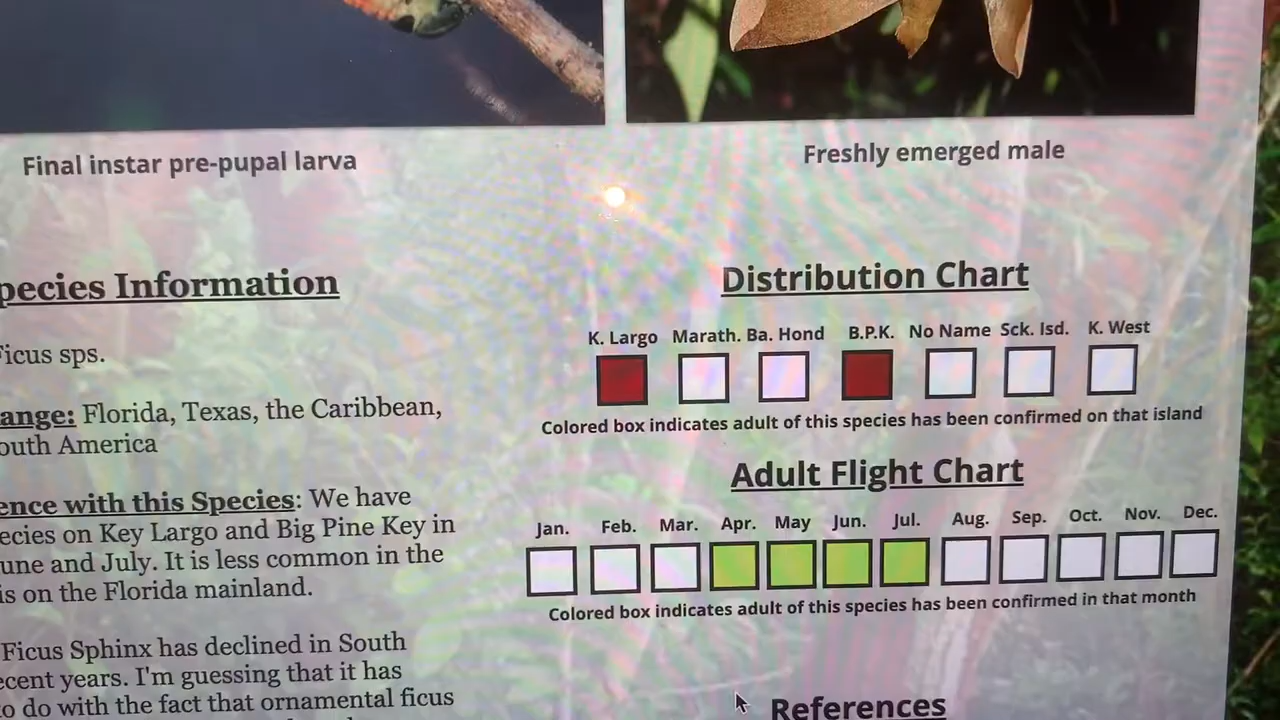 Final instar pre-pupal larva
Freshly emerged male
pecies Information
Ficus sps.
ange: Florida, Texas, the Caribbean,
outh America
ence with this Species: We have
ecies on Key Largo and Big Pine Key in
une and July. It is less common in the
is on the Florida mainland.
Ficus Sphinx has declined in South
ecent years. I'm guessing that it has
o do with the fact that ornamental ficus
Distribution Chart
K. Largo Marath. Ba. Hond B.P.K. No Name Sck. Isd. K. West
Colored box indicates adult of this species has been confirmed on that island
Adult Flight Chart
Jan. Feb. Mar. Apr. May Jun. Jul. Aug. Sep. Oct. Nov. Dec.
Colored box indicates adult of this species has been confirmed in that month
References